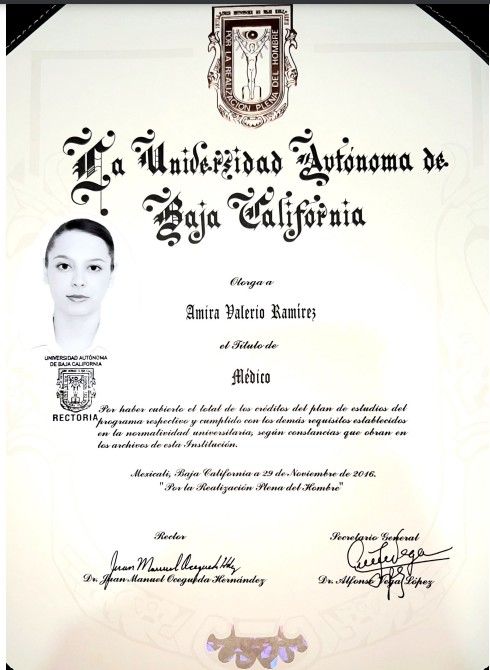 POR LA REALIZACIÓN PLENA DEL HOMBRE
La Universidad Autónoma de
Baja California
Otorga a
Amira Valerio Ramírez
el Título de
Médico
UNIVERSIDAD AUTÓNOMA
DE BAJA CALIFORNIA
RECTORIA
Por haber cubierto el total de los créditos del plan de estudios del
programa respectivo y cumplido con los demás requisitos establecidos
en la normatividad universitaria, según constancias que obran en
los archivos de esta Institución.
Mexicali, Baja California a 29 de Noviembre de 2016.
"Por la Realización Plena del Hombre"
Rector
Secretario General
Dr. Juan Manuel Ocegueda Hernández
Dr. Alfonso Vega López